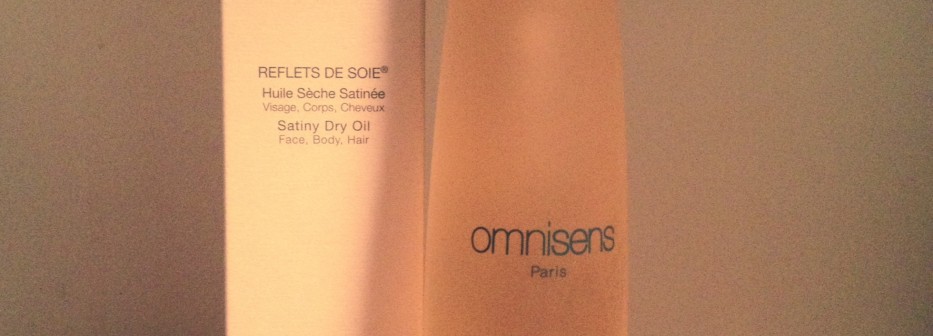 REFLETS DE SOIE®
Huile Sèche Satinée
Visage, Corps, Cheveux
Satiny Dry Oil
Face, Body, Hair
omnisens
Paris